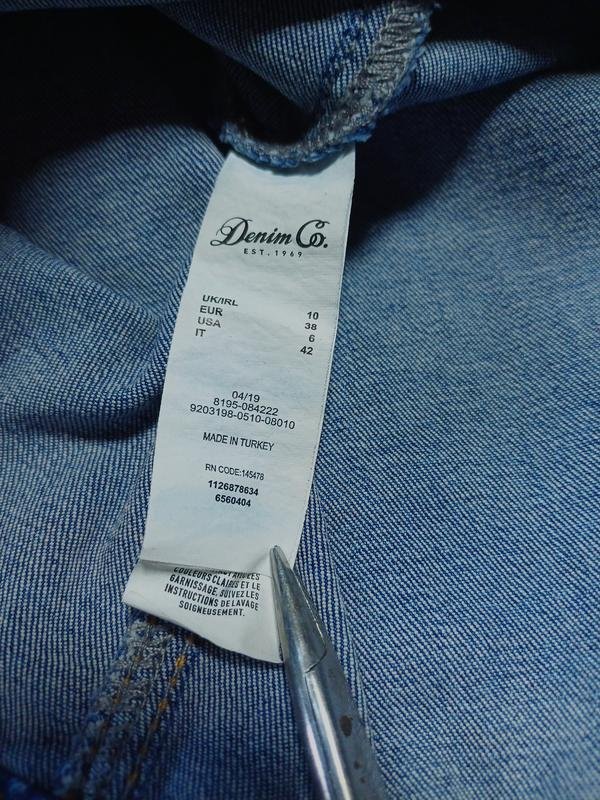 Denim Co.
EST. 1969
UK/IRL 10
EUR 38
USA 6
IT 42
04/19
8195-084222
9203198-0510-08010
MADE IN TURKEY
RN CODE:145478
1126878634
6560404
COULEURS CLAIRES ET LE
GARNISSAGE, SUIVEZ LES
INSTRUCTIONS DE LAVAGE
SOIGNEUSEMENT.